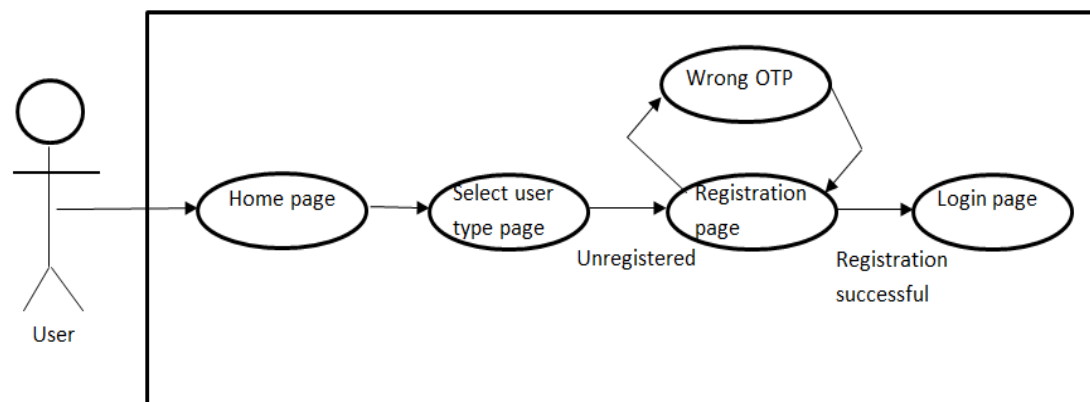 Wrong OTP
Home page
Select user
type page
Registration
page
Login page
Unregistered
Registration
successful
User